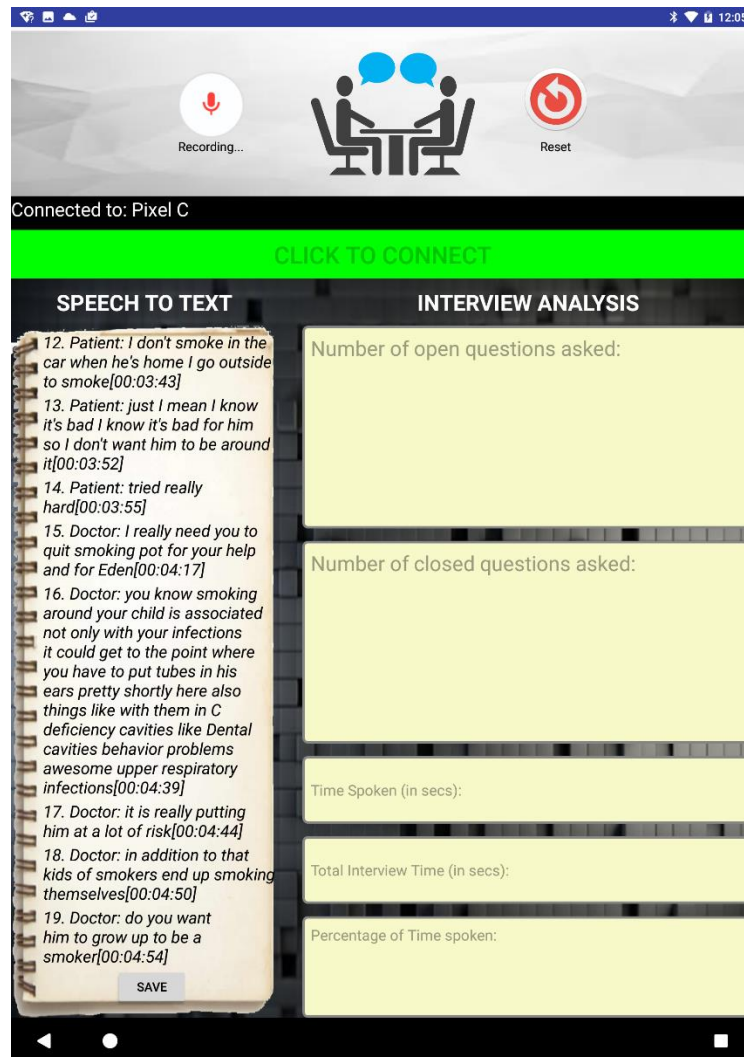 12:05
Recording...
Reset
Connected to: Pixel C
CLICK TO CONNECT
SPEECH TO TEXT
12. Patient: I don't smoke in the
car when he's home I go outside
to smoke[00:03:43]
13. Patient: just I mean I know
it's bad I know it's bad for him
so I don't want him to be around
it[00:03:52]
14. Patient: tried really
hard[00:03:55]
15. Doctor: I really need you to
quit smoking pot for your help
and for Eden[00:04:17]
16. Doctor: you know smoking
around your child is associated
not only with your infections
it could get to the point where
you have to put tubes in his
ears pretty shortly here also
things like with them in C
deficiency cavities like Dental
cavities behavior problems
awesome upper respiratory
infections[00:04:39]
17. Doctor: it is really putting
him at a lot of risk[00:04:44]
18. Doctor: in addition to that
kids of smokers end up smoking
themselves[00:04:50]
19. Doctor: do you want
him to grow up to be a
smoker[00:04:54]
SAVE
INTERVIEW ANALYSIS
Number of open questions asked:
Number of closed questions asked:
Time Spoken (in secs):
Total Interview Time (in secs):
Percentage of Time spoken: